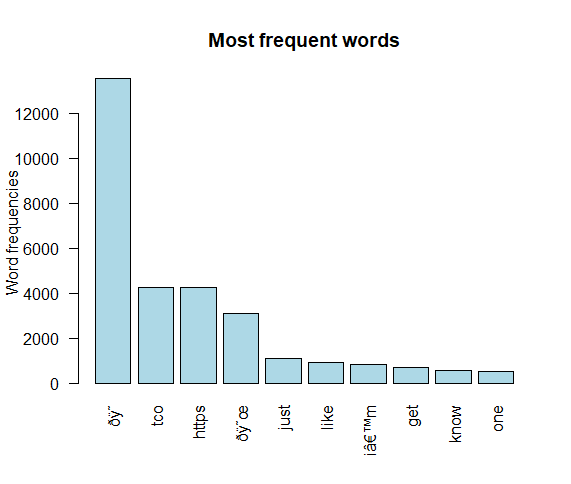 Most frequent words
Word frequencies
12000
10000
8000
6000
4000
2000
0
ðÿ˜
tco
https
ðÿ˜œ
just
like
iâ€™m
get
know
one